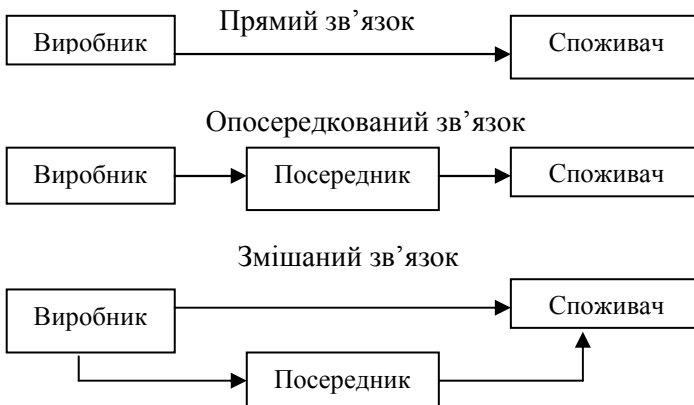 Прямий зв’язок
Виробник Споживач
Опосередкований зв’язок
Виробник Посередник Споживач
Змішаний зв’язок
Виробник Споживач
Посередник